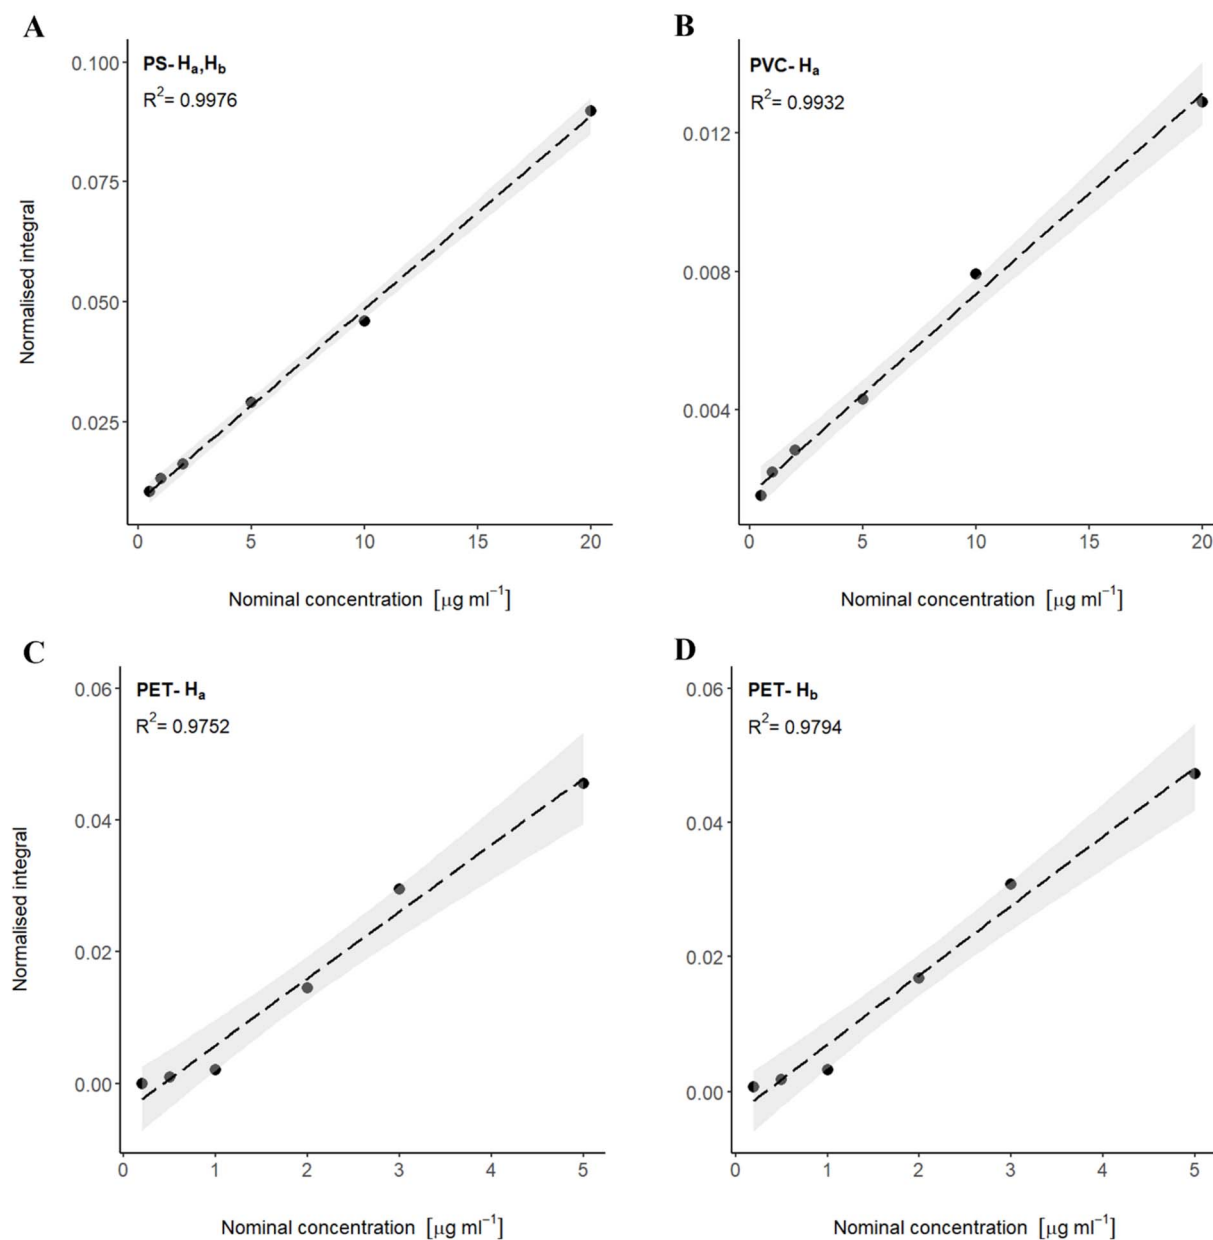 A
PS- Hₐ,H_b
R²= 0.9976
0.100
0.075
0.050
0.025
Normalised integral
0 5 10 15 20
Nominal concentration [μg ml⁻¹]
B
PVC- Hₐ
R²= 0.9932
0.012
0.008
0.004
0 5 10 15 20
Nominal concentration [μg ml⁻¹]
C
PET- Hₐ
R²= 0.9752
0.06
0.04
0.02
0.00
Normalised integral
0 1 2 3 4 5
Nominal concentration [μg ml⁻¹]
D
PET- H_b
R²= 0.9794
0.06
0.04
0.02
0.00
0 1 2 3 4 5
Nominal concentration [μg ml⁻¹]